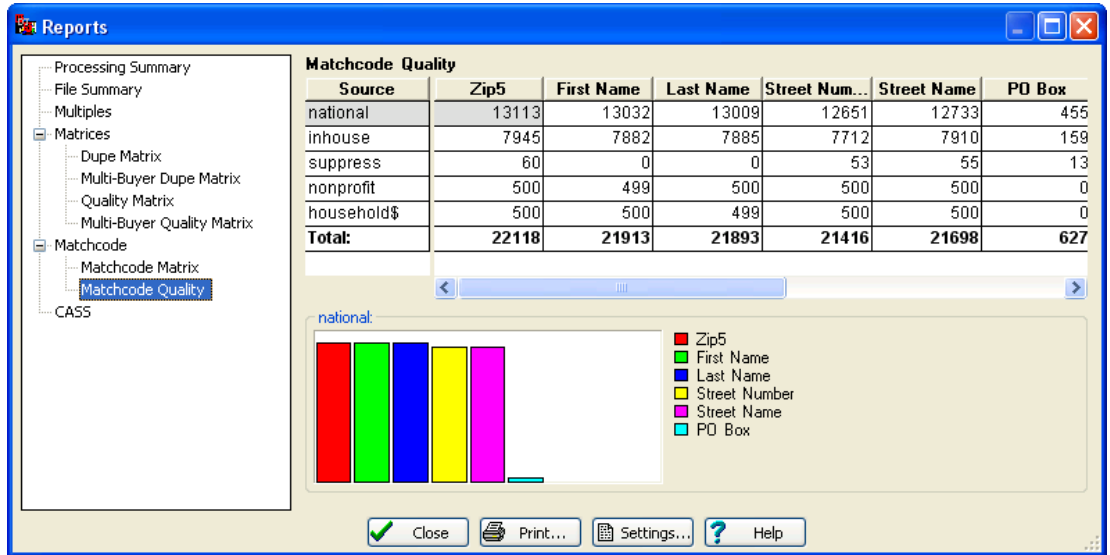 Reports
Processing Summary
File Summary
Multiples
Matrices
Dupe Matrix
Multi-Buyer Dupe Matrix
Quality Matrix
Multi-Buyer Quality Matrix
Matchcode
Matchcode Matrix
Matchcode Quality
CASS
Matchcode Quality
Source Zip5 First Name Last Name Street Num... Street Name PO Box
national 13113 13032 13009 12651 12733 455
inhouse 7945 7882 7885 7712 7910 159
suppress 60 0 0 53 55 13
nonprofit 500 499 500 500 500 0
household$ 500 500 499 500 500 0
Total: 22118 21913 21893 21416 21698 627
national:
Zip5
First Name
Last Name
Street Number
Street Name
PO Box
Close Print... Settings... Help